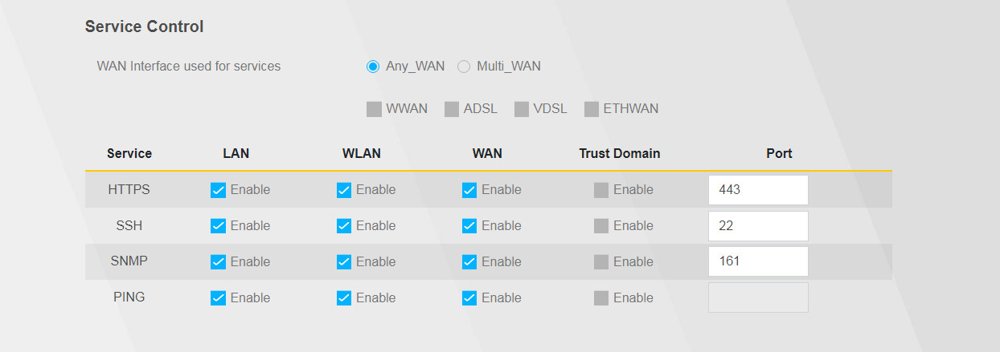 Service Control
WAN Interface used for services Any_WAN Multi_WAN
WWAN ADSL VDSL ETHWAN
Service LAN WLAN WAN Trust Domain Port
HTTPS Enable Enable Enable Enable 443
SSH Enable Enable Enable Enable 22
SNMP Enable Enable Enable Enable 161
PING Enable Enable Enable Enable